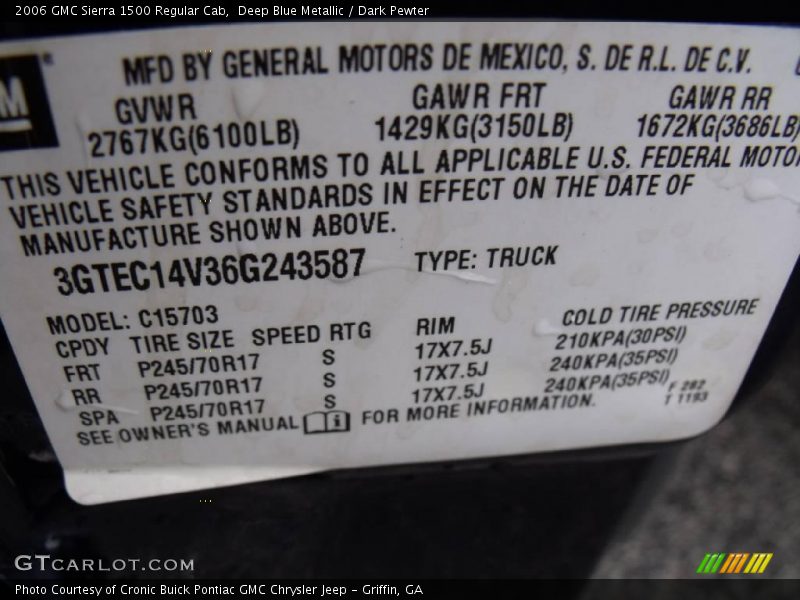 2006 GMC Sierra 1500 Regular Cab, Deep Blue Metallic / Dark Pewter
MFD BY GENERAL MOTORS DE MEXICO, S. DE R.L. DE C.V.
GM
GVWR GAWR FRT GAWR RR
2767KG(6100LB) 1429KG(3150LB) 1672KG(3686LB)
THIS VEHICLE CONFORMS TO ALL APPLICABLE U.S. FEDERAL MOTOR
VEHICLE SAFETY STANDARDS IN EFFECT ON THE DATE OF
MANUFACTURE SHOWN ABOVE.
3GTEC14V36G243587 TYPE: TRUCK
MODEL: C15703
CPDY TIRE SIZE SPEED RTG RIM COLD TIRE PRESSURE
FRT P245/70R17 S 17X7.5J 210KPA(30PSI)
RR P245/70R17 S 17X7.5J 240KPA(35PSI)
SPA P245/70R17 S 17X7.5J 240KPA(35PSI)
SEE OWNER'S MANUAL FOR MORE INFORMATION.
F 282
T 1193
GTCARLOT.COM
Photo Courtesy of Cronic Buick Pontiac GMC Chrysler Jeep - Griffin, GA